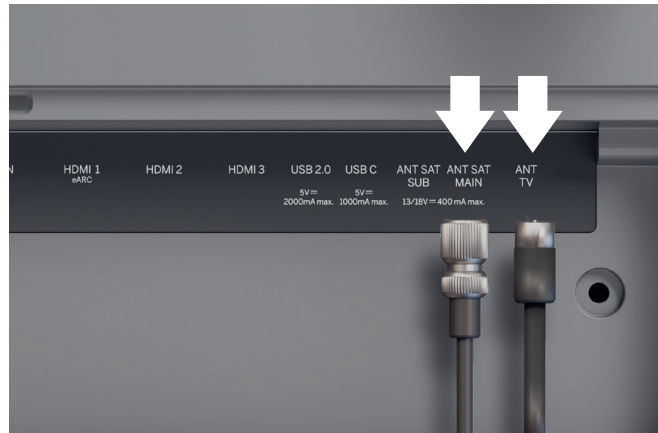 N
HDMI 1
eARC
HDMI 2
HDMI 3
USB 2.0
5V⎓
2000mA max.
USB C
5V⎓
1000mA max.
ANT SAT
SUB
ANT SAT
MAIN
13/18V⎓400 mA max.
ANT
TV